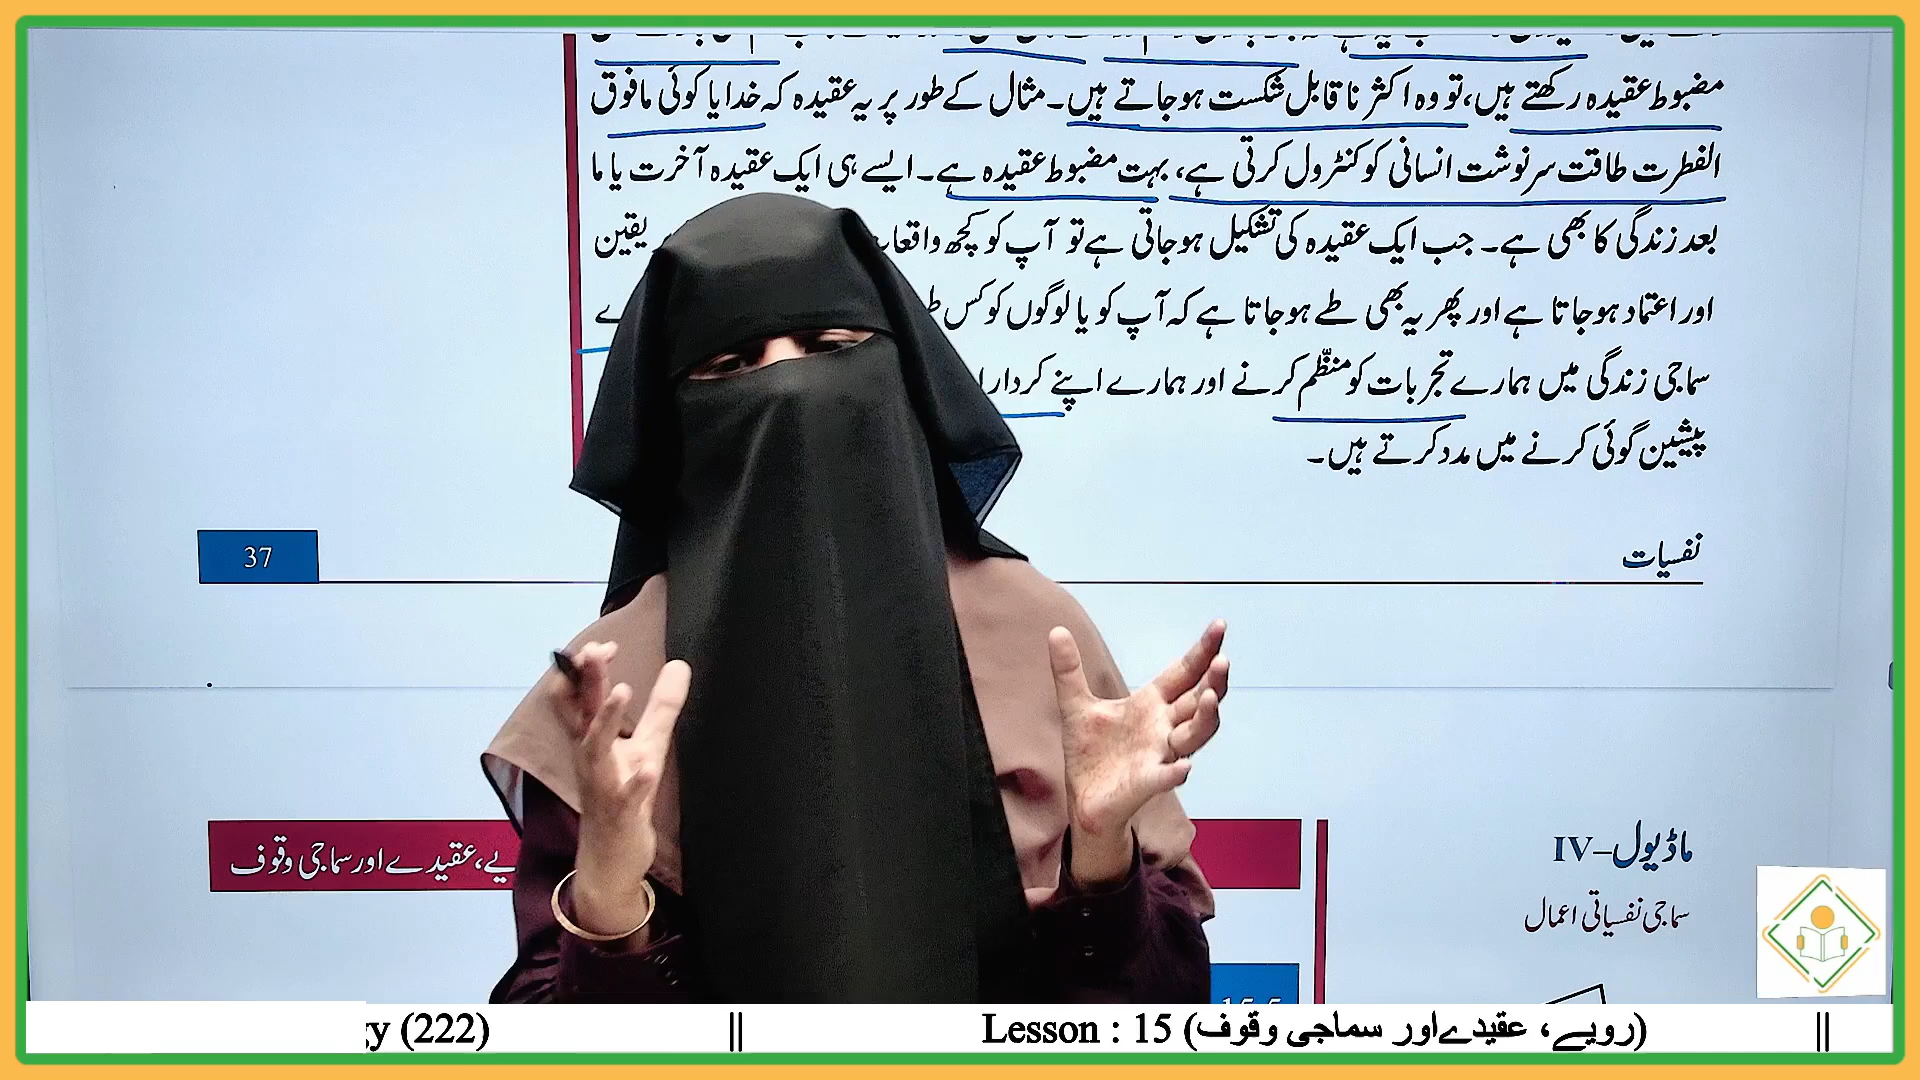 مضبوط عقیدہ رکھتے ہیں، تو وہ اکثر ناقابل شکست ہوجاتے ہیں۔ مثال کے طور پر یہ عقیدہ کہ خدا یا کوئی مافوق
الفطرت طاقت سرنوشت انسانی کو کنٹرول کرتی ہے، بہت مضبوط عقیدہ ہے۔ ایسے ہی ایک عقیدہ آخرت یا ما
بعد زندگی کا بھی ہے۔ جب ایک عقیدہ کی تشکیل ہوجاتی ہے تو آپ کو کچھ یقین
اور اعتماد ہوجاتا ہے اور پھر یہ بھی طے ہوجاتا ہے کہ آپ کو یا لوگوں کو کس
سماجی زندگی میں ہمارے تجربات کو منظّم کرنے اور ہمارے اپنے کردار
پیشین گوئی کرنے میں مدد کرتے ہیں۔
نفسیات
37
ماڈیول–IV
عقیدے اور سماجی وقوف
سماجی نفسیاتی اعمال
(222) || Lesson : 15 (رویے، عقیدےاور سماجی وقوف) ||